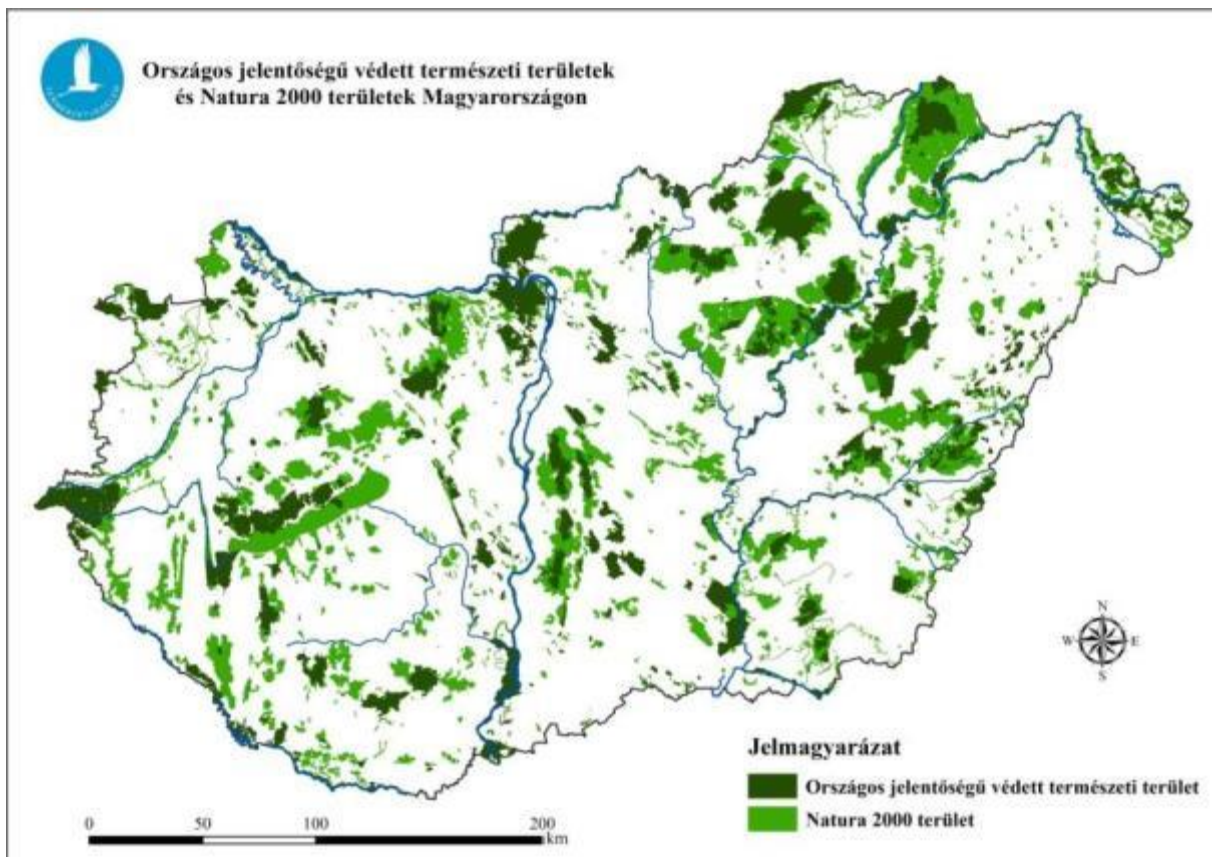 Országos jelentőségű védett természeti területek
és Natura 2000 területek Magyarországon
N
W E
S
Jelmagyarázat
Országos jelentőségű védett természeti terület
Natura 2000 terület
0 50 100 200
km